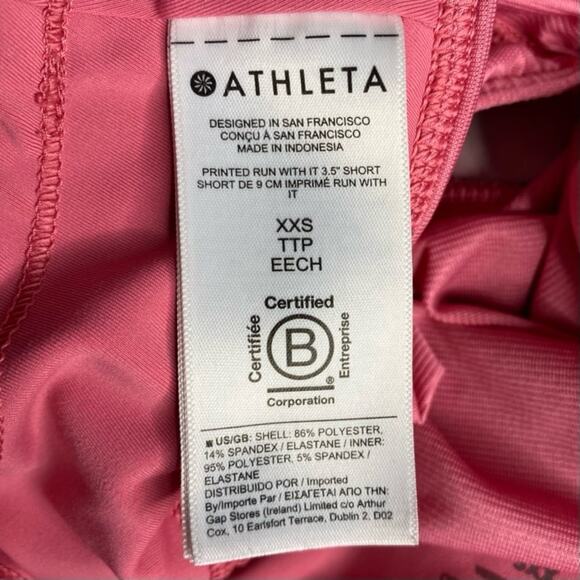 ATHLETA
DESIGNED IN SAN FRANCISCO
CONÇU À SAN FRANCISCO
MADE IN INDONESIA
PRINTED RUN WITH IT 3.5" SHORT
SHORT DE 9 CM IMPRIMÉ RUN WITH
IT
XXS
TTP
EECH
Certified
Certifiée
B
Entreprise
®
Corporation
US/GB: SHELL: 86% POLYESTER,
14% SPANDEX / ELASTANE / INNER:
95% POLYESTER, 5% SPANDEX /
ELASTANE
DISTRIBUIDO POR / Imported
By/Importe Par / ΕΙΣΑΓΕΤΑΙ ΑΠΟ ΤΗΝ:
Gap Stores (Ireland) Limited c/o Arthur
Cox, 10 Earlsfort Terrace, Dublin 2, D02